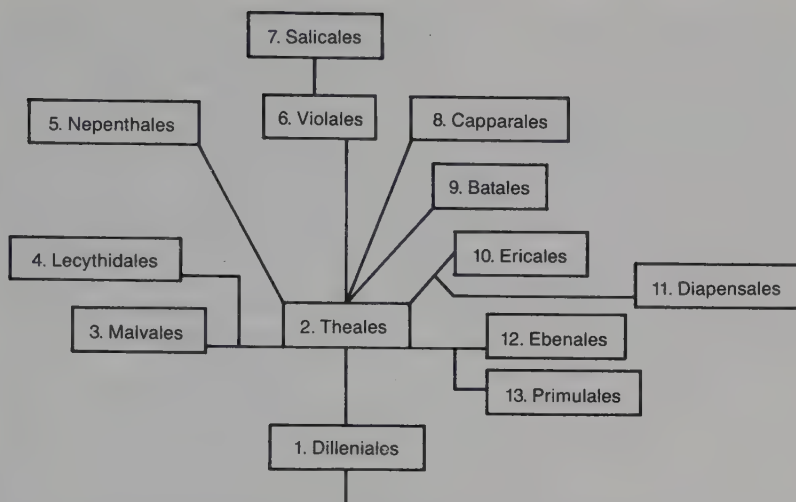 7. Salicales
5. Nepenthales
6. Violales
8. Capparales
9. Batales
4. Lecythidales
10. Ericales
11. Diapensales
3. Malvales
2. Theales
12. Ebenales
13. Primulales
1. Dilleniales